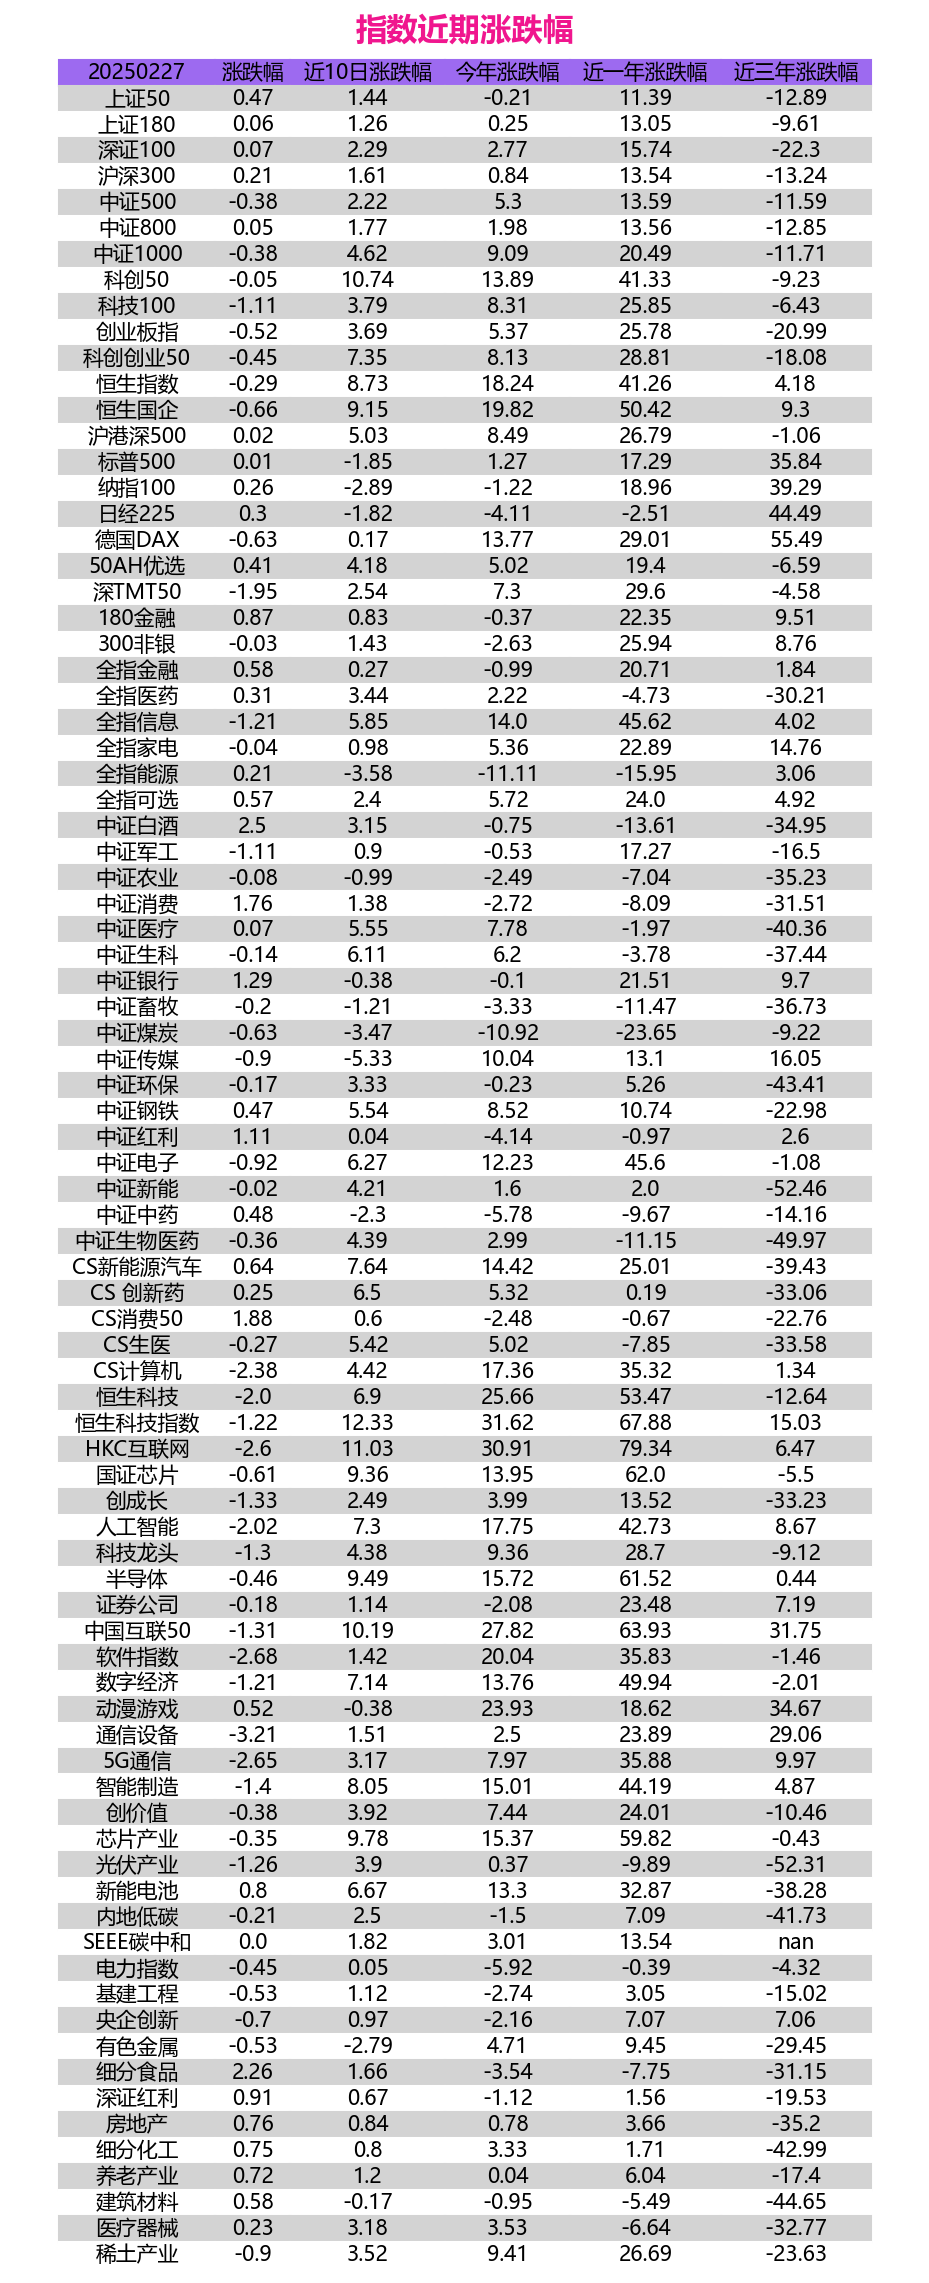 指数近期涨跌幅
20250227 涨跌幅 近10日涨跌幅 今年涨跌幅 近一年涨跌幅 近三年涨跌幅
上证50 0.47 1.44 -0.21 11.39 -12.89
上证180 0.06 1.26 0.25 13.05 -9.61
深证100 0.07 2.29 2.77 15.74 -22.3
沪深300 0.21 1.61 0.84 13.54 -13.24
中证500 -0.38 2.22 5.3 13.59 -11.59
中证800 0.05 1.77 1.98 13.56 -12.85
中证1000 -0.38 4.62 9.09 20.49 -11.71
科创50 -0.05 10.74 13.89 41.33 -9.23
科技100 -1.11 3.79 8.31 25.85 -6.43
创业板指 -0.52 3.69 5.37 25.78 -20.99
科创创业50 -0.45 7.35 8.13 28.81 -18.08
恒生指数 -0.29 8.73 18.24 41.26 4.18
恒生国企 -0.66 9.15 19.82 50.42 9.3
沪港深500 0.02 5.03 8.49 26.79 -1.06
标普500 0.01 -1.85 1.27 17.29 35.84
纳指100 0.26 -2.89 -1.22 18.96 39.29
日经225 0.3 -1.82 -4.11 -2.51 44.49
德国DAX -0.63 0.17 13.77 29.01 55.49
50AH优选 0.41 4.18 5.02 19.4 -6.59
深TMT50 -1.95 2.54 7.3 29.6 -4.58
180金融 0.87 0.83 -0.37 22.35 9.51
300非银 -0.03 1.43 -2.63 25.94 8.76
全指金融 0.58 0.27 -0.99 20.71 1.84
全指医药 0.31 3.44 2.22 -4.73 -30.21
全指信息 -1.21 5.85 14.0 45.62 4.02
全指家电 -0.04 0.98 5.36 22.89 14.76
全指能源 0.21 -3.58 -11.11 -15.95 3.06
全指可选 0.57 2.4 5.72 24.0 4.92
中证白酒 2.5 3.15 -0.75 -13.61 -34.95
中证军工 -1.11 0.9 -0.53 17.27 -16.5
中证农业 -0.08 -0.99 -2.49 -7.04 -35.23
中证消费 1.76 1.38 -2.72 -8.09 -31.51
中证医疗 0.07 5.55 7.78 -1.97 -40.36
中证生科 -0.14 6.11 6.2 -3.78 -37.44
中证银行 1.29 -0.38 -0.1 21.51 9.7
中证畜牧 -0.2 -1.21 -3.33 -11.47 -36.73
中证煤炭 -0.63 -3.47 -10.92 -23.65 -9.22
中证传媒 -0.9 -5.33 10.04 13.1 16.05
中证环保 -0.17 3.33 -0.23 5.26 -43.41
中证钢铁 0.47 5.54 8.52 10.74 -22.98
中证红利 1.11 0.04 -4.14 -0.97 2.6
中证电子 -0.92 6.27 12.23 45.6 -1.08
中证新能 -0.02 4.21 1.6 2.0 -52.46
中证中药 0.48 -2.3 -5.78 -9.67 -14.16
中证生物医药 -0.36 4.39 2.99 -11.15 -49.97
CS新能源汽车 0.64 7.64 14.42 25.01 -39.43
CS 创新药 0.25 6.5 5.32 0.19 -33.06
CS消费50 1.88 0.6 -2.48 -0.67 -22.76
CS生医 -0.27 5.42 5.02 -7.85 -33.58
CS计算机 -2.38 4.42 17.36 35.32 1.34
恒生科技 -2.0 6.9 25.66 53.47 -12.64
恒生科技指数 -1.22 12.33 31.62 67.88 15.03
HKC互联网 -2.6 11.03 30.91 79.34 6.47
国证芯片 -0.61 9.36 13.95 62.0 -5.5
创成长 -1.33 2.49 3.99 13.52 -33.23
人工智能 -2.02 7.3 17.75 42.73 8.67
科技龙头 -1.3 4.38 9.36 28.7 -9.12
半导体 -0.46 9.49 15.72 61.52 0.44
证券公司 -0.18 1.14 -2.08 23.48 7.19
中国互联50 -1.31 10.19 27.82 63.93 31.75
软件指数 -2.68 1.42 20.04 35.83 -1.46
数字经济 -1.21 7.14 13.76 49.94 -2.01
动漫游戏 0.52 -0.38 23.93 18.62 34.67
通信设备 -3.21 1.51 2.5 23.89 29.06
5G通信 -2.65 3.17 7.97 35.88 9.97
智能制造 -1.4 8.05 15.01 44.19 4.87
创价值 -0.38 3.92 7.44 24.01 -10.46
芯片产业 -0.35 9.78 15.37 59.82 -0.43
光伏产业 -1.26 3.9 0.37 -9.89 -52.31
新能电池 0.8 6.67 13.3 32.87 -38.28
内地低碳 -0.21 2.5 -1.5 7.09 -41.73
SEEE碳中和 0.0 1.82 3.01 13.54 nan
电力指数 -0.45 0.05 -5.92 -0.39 -4.32
基建工程 -0.53 1.12 -2.74 3.05 -15.02
央企创新 -0.7 0.97 -2.16 7.07 7.06
有色金属 -0.53 -2.79 4.71 9.45 -29.45
细分食品 2.26 1.66 -3.54 -7.75 -31.15
深证红利 0.91 0.67 -1.12 1.56 -19.53
房地产 0.76 0.84 0.78 3.66 -35.2
细分化工 0.75 0.8 3.33 1.71 -42.99
养老产业 0.72 1.2 0.04 6.04 -17.4
建筑材料 0.58 -0.17 -0.95 -5.49 -44.65
医疗器械 0.23 3.18 3.53 -6.64 -32.77
稀土产业 -0.9 3.52 9.41 26.69 -23.63